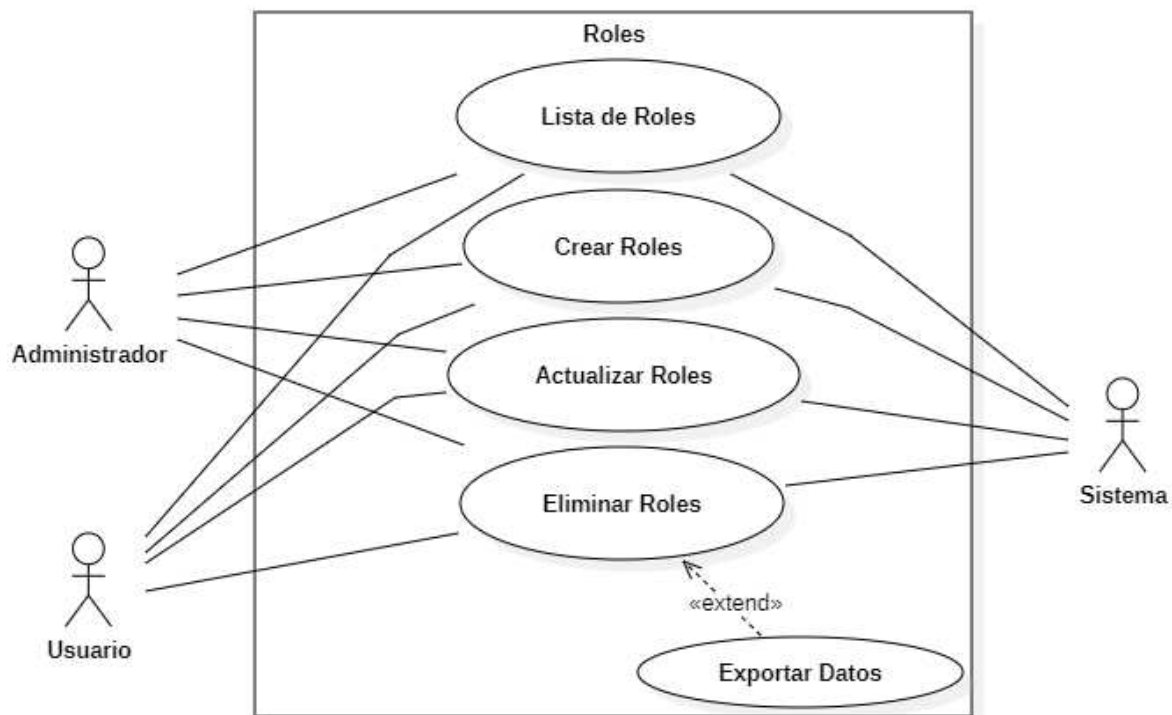 Roles
Lista de Roles
Crear Roles
Administrador
Actualizar Roles
Sistema
Eliminar Roles
«extend»
Usuario
Exportar Datos